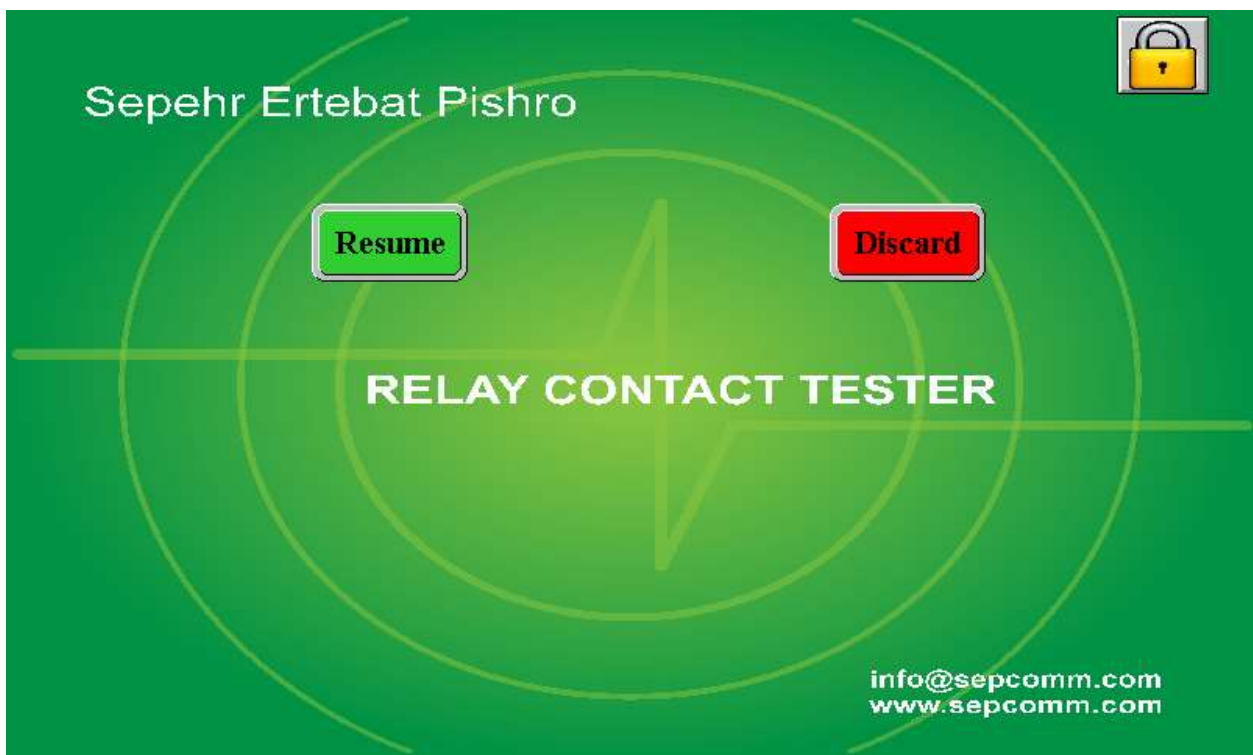 Sepehr Ertebat Pishro
Resume
Discard
RELAY CONTACT TESTER
info@sepcomm.com
www.sepcomm.com